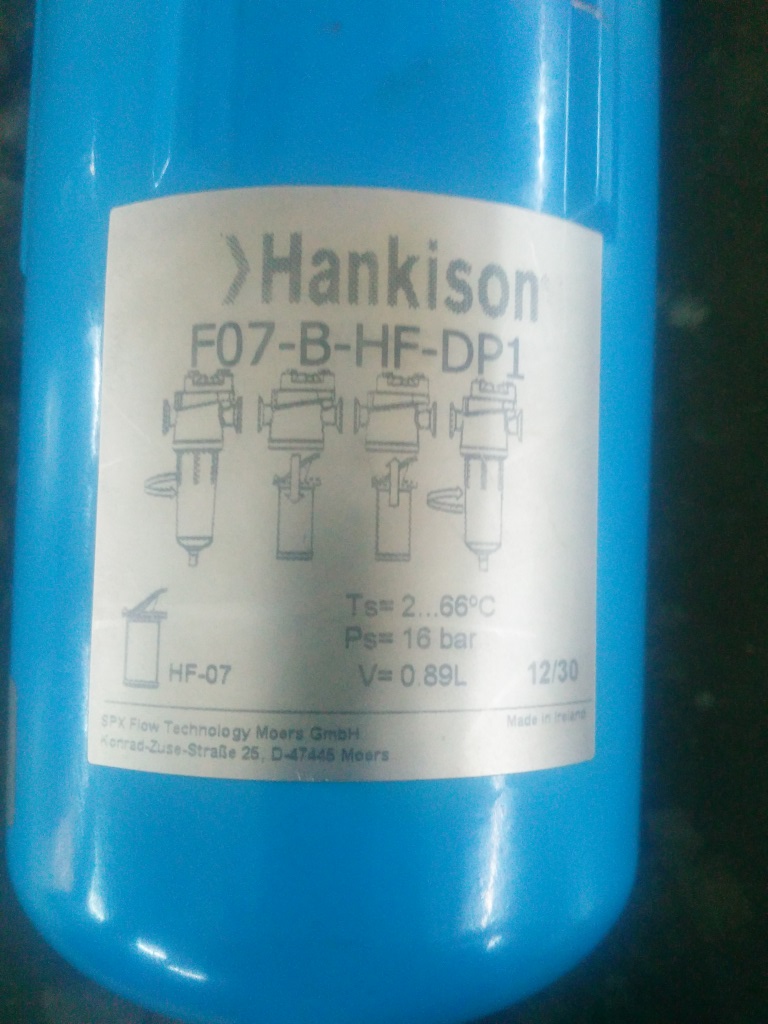 Hankison
F07-B-HF-DP1
Ts= 2...66ºC
Ps= 16 bar
HF-07
V= 0.89L
12/30
Made in Ireland
SPX Flow Technology Moers GmbH
Konrad-Zuse-Straße 25, D-47445 Moers